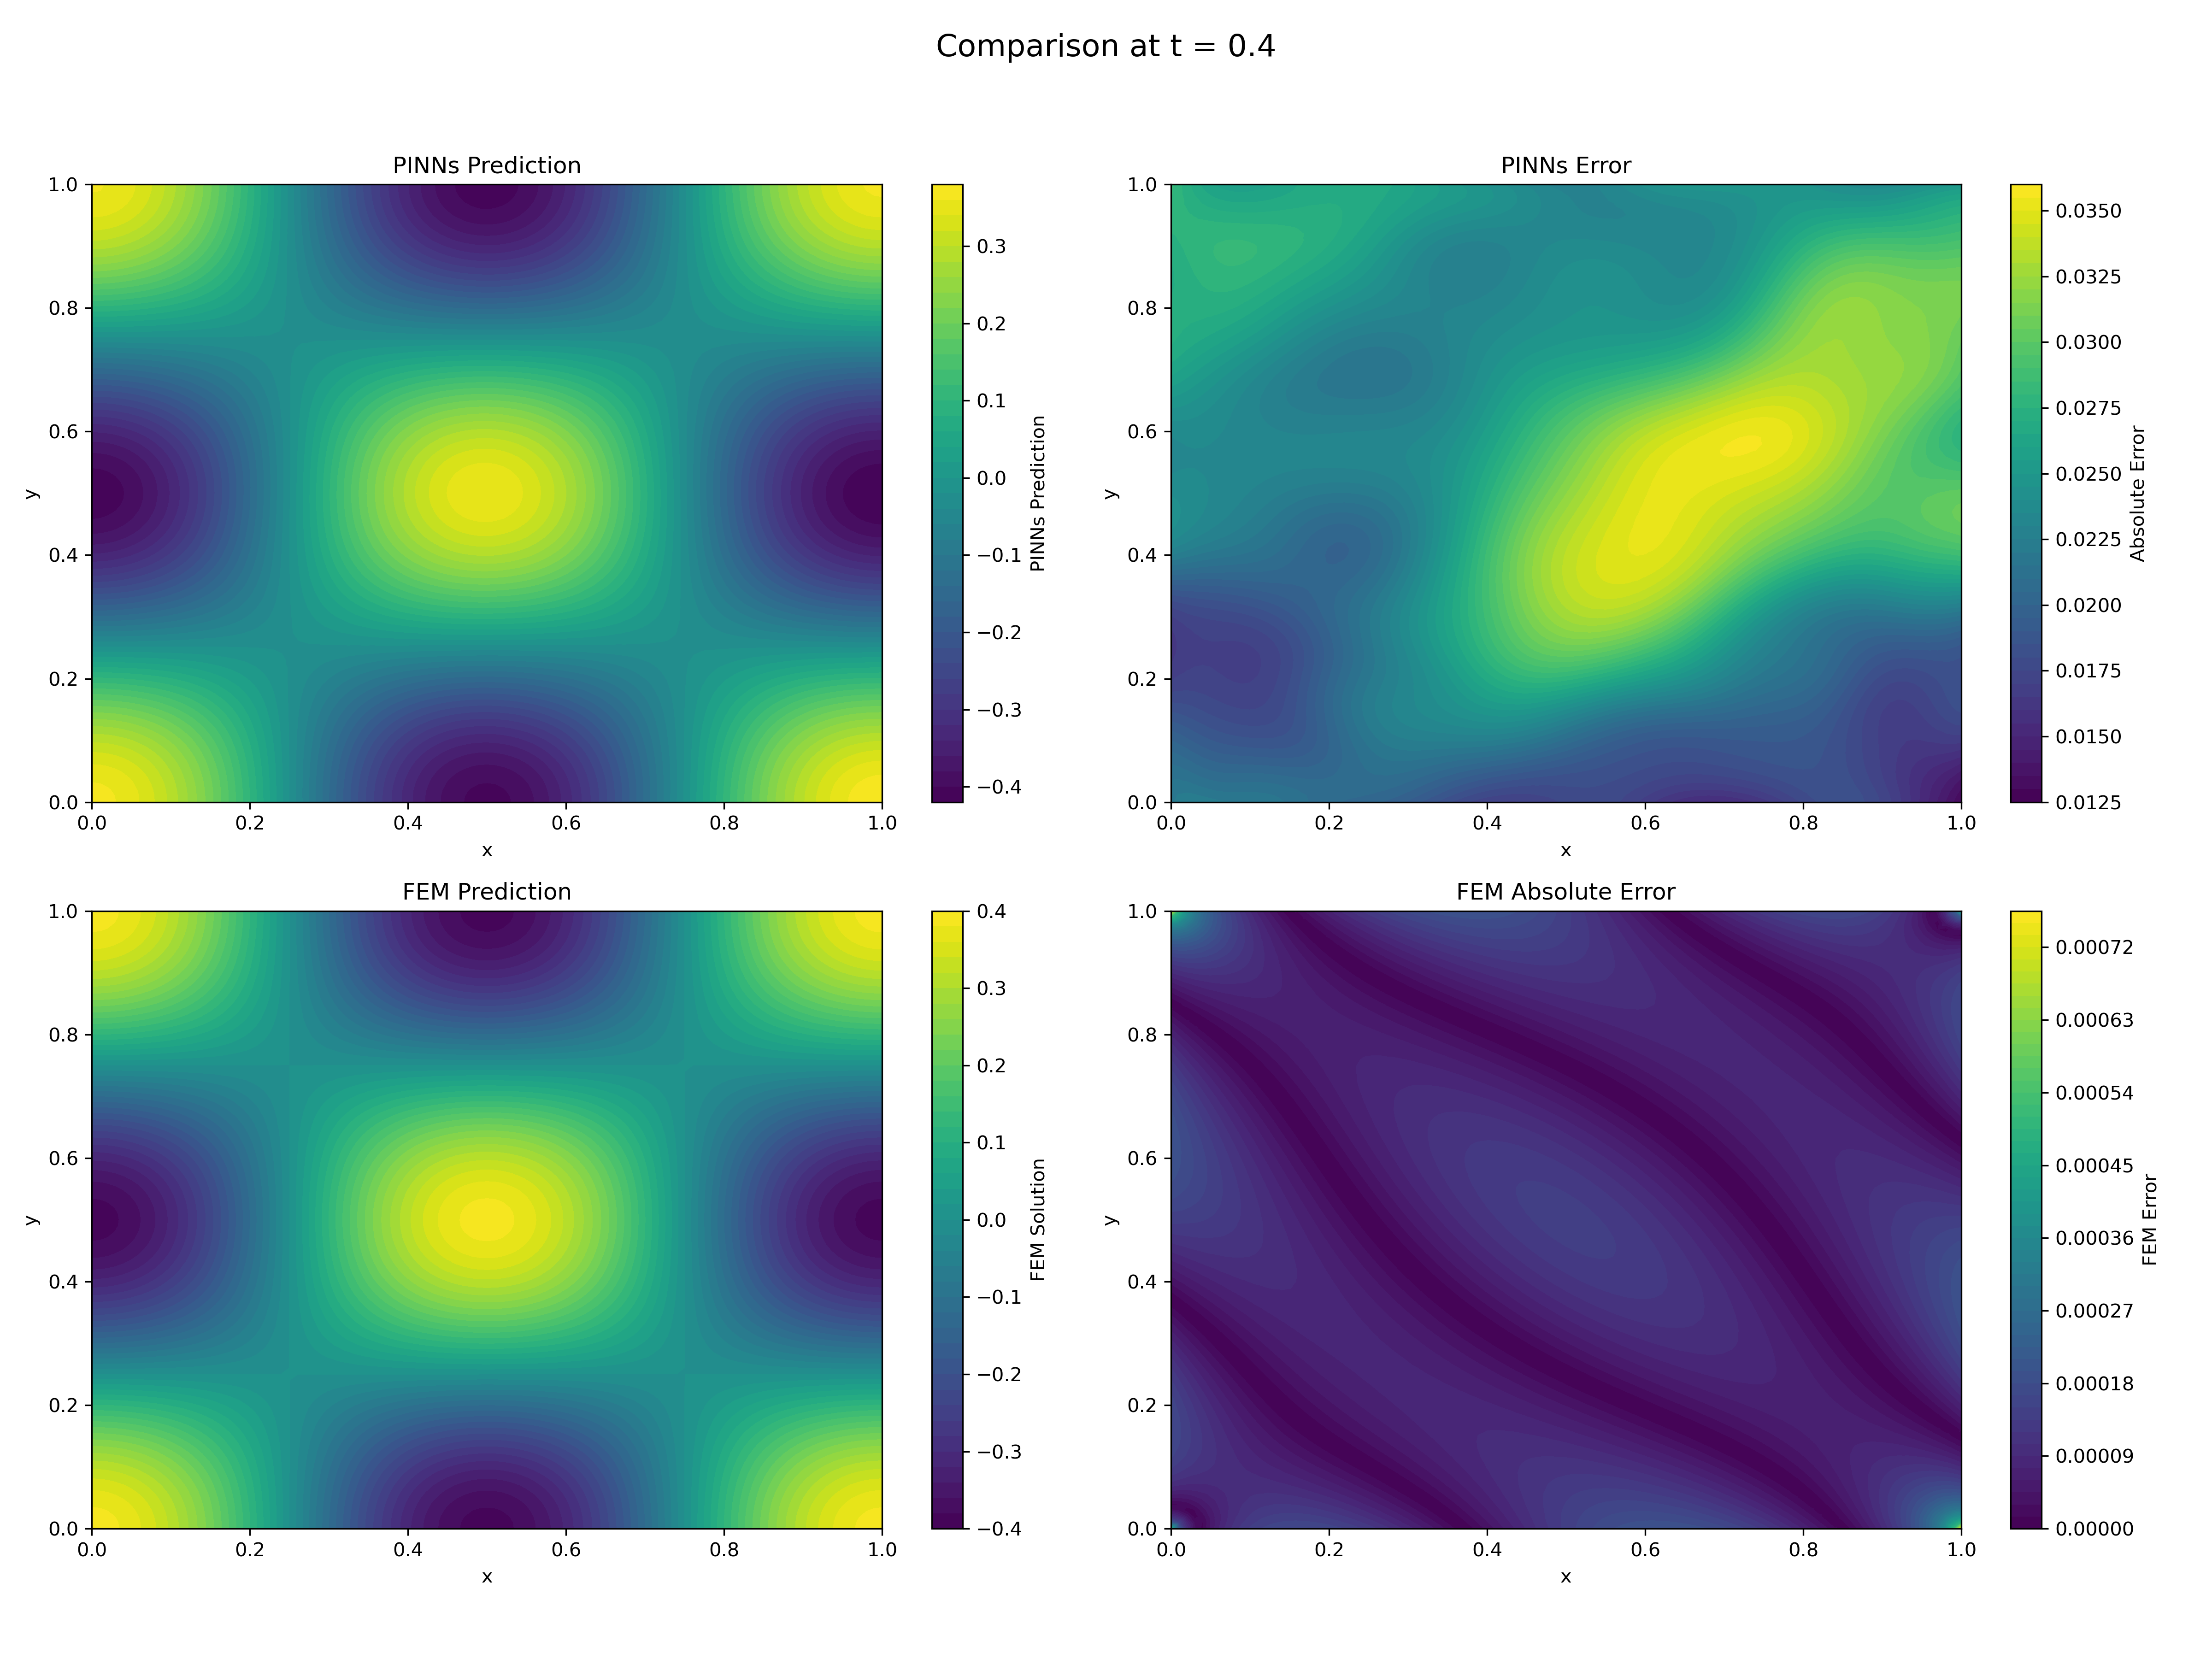 Comparison at t = 0.4
PINNs Prediction
1.0
0.8
0.6
0.4
0.2
0.0
y
0.0 0.2 0.4 0.6 0.8 1.0
x
0.3
0.2
0.1
0.0
−0.1
−0.2
−0.3
−0.4
PINNs Prediction
PINNs Error
1.0
0.8
0.6
0.4
0.2
0.0
y
0.0 0.2 0.4 0.6 0.8 1.0
x
0.0350
0.0325
0.0300
0.0275
0.0250
0.0225
0.0200
0.0175
0.0150
0.0125
Absolute Error
FEM Prediction
1.0
0.8
0.6
0.4
0.2
0.0
y
0.0 0.2 0.4 0.6 0.8 1.0
x
0.4
0.3
0.2
0.1
0.0
−0.1
−0.2
−0.3
−0.4
FEM Solution
FEM Absolute Error
1.0
0.8
0.6
0.4
0.2
0.0
y
0.0 0.2 0.4 0.6 0.8 1.0
x
0.00072
0.00063
0.00054
0.00045
0.00036
0.00027
0.00018
0.00009
0.00000
FEM Error